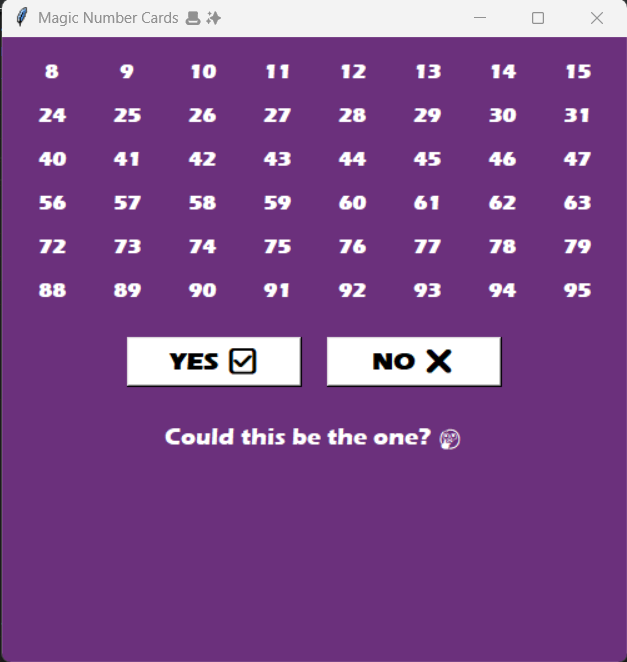 Magic Number Cards 🎩✨
8 9 10 11 12 13 14 15
24 25 26 27 28 29 30 31
40 41 42 43 44 45 46 47
56 57 58 59 60 61 62 63
72 73 74 75 76 77 78 79
88 89 90 91 92 93 94 95
YES ☑ NO ✖
Could this be the one?